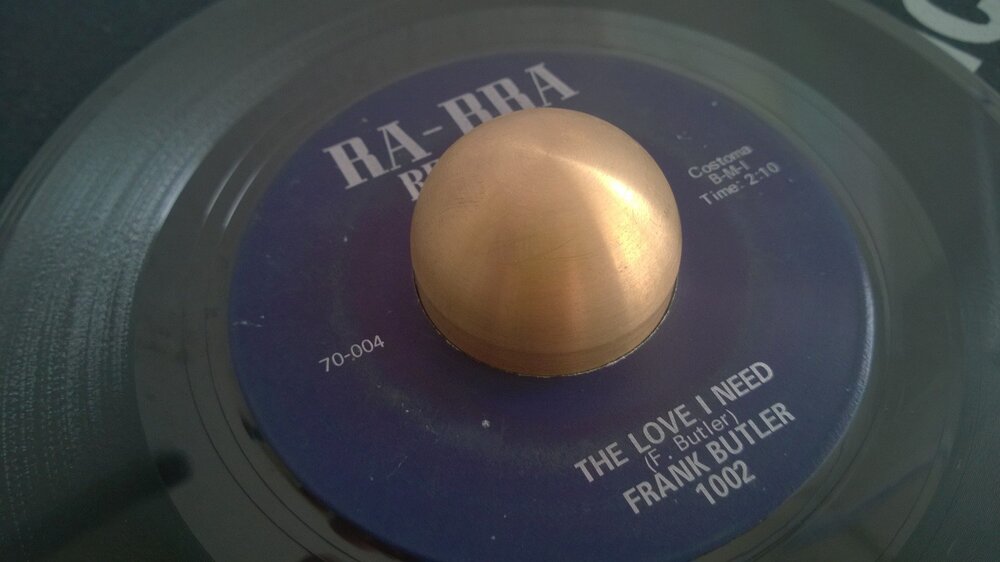 RA-BRA
Costoma
B-M-I
Time: 2:10
70-004
THE LOVE I NEED
(F. Butler)
FRANK BUTLER
1002